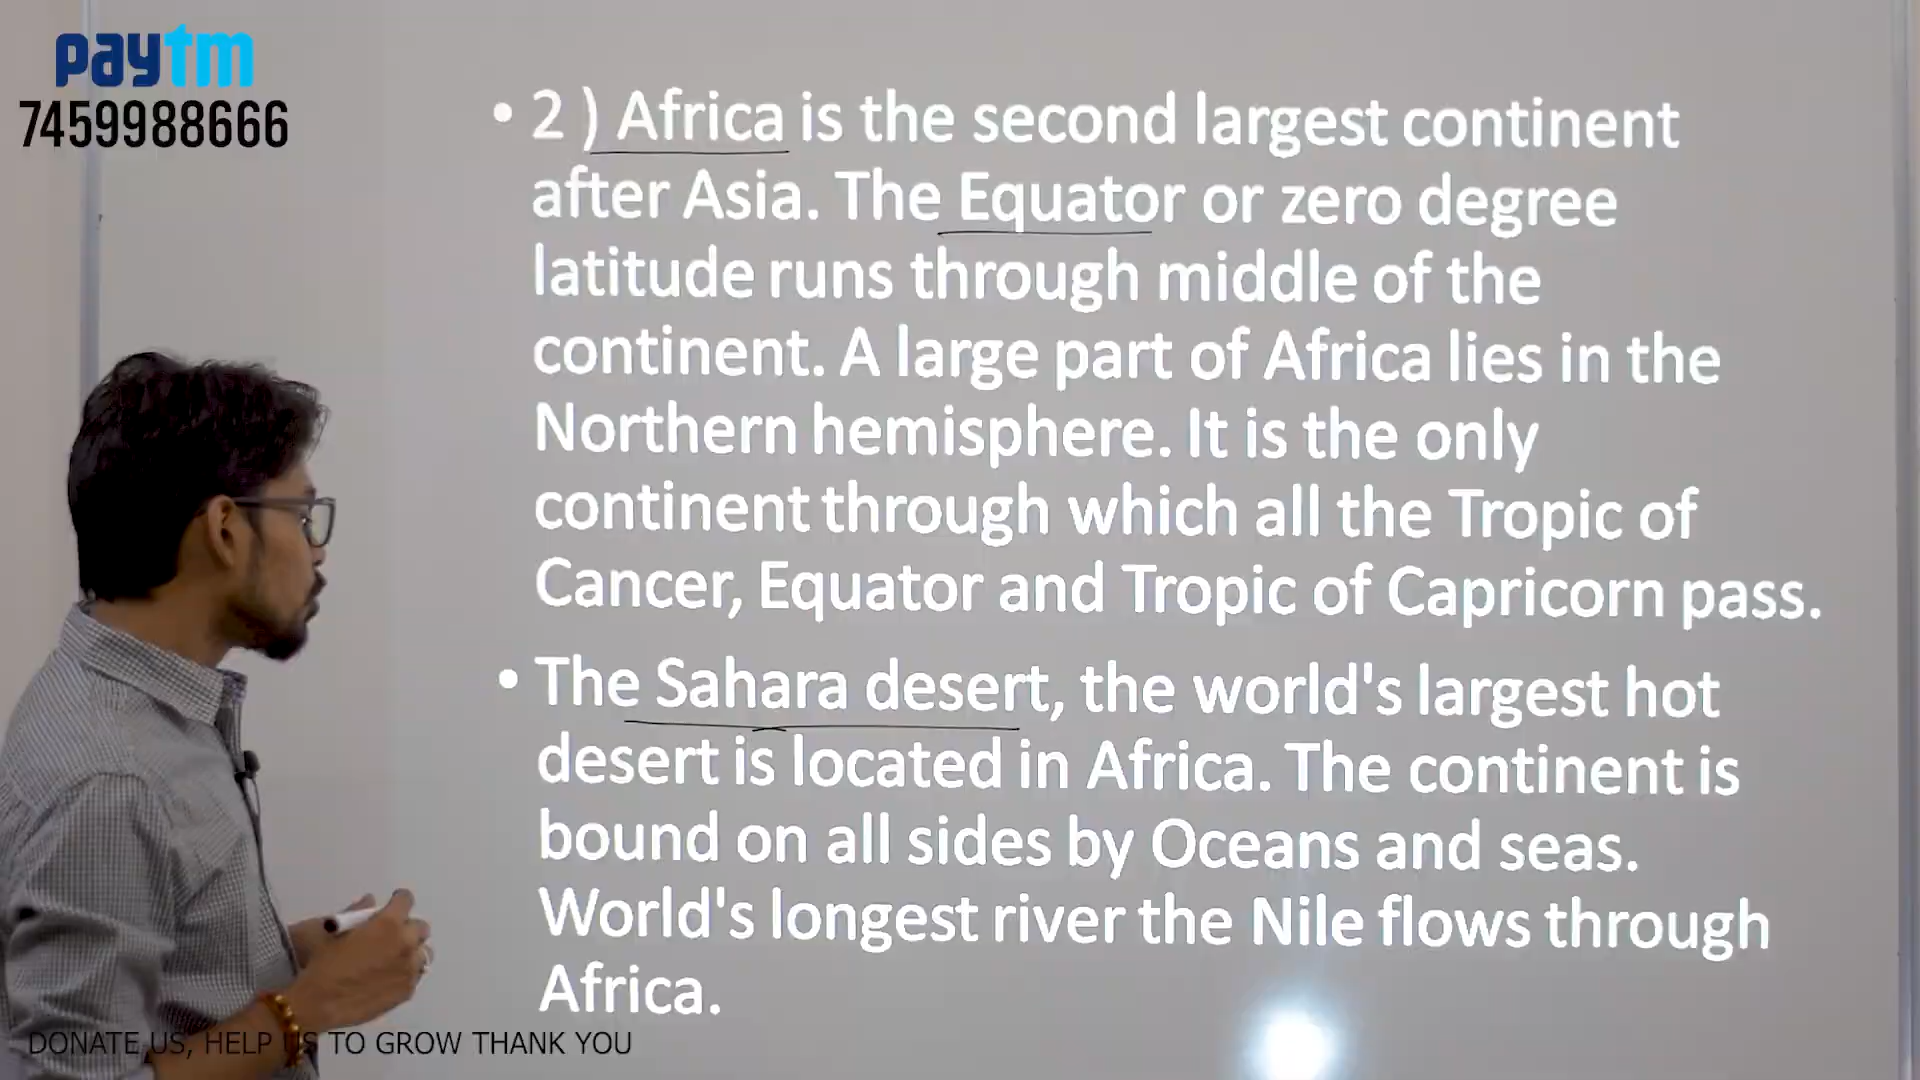 paytm
7459988666
• 2 ) Africa is the second largest continent
after Asia. The Equator or zero degree
latitude runs through middle of the
continent. A large part of Africa lies in the
Northern hemisphere. It is the only
continent through which all the Tropic of
Cancer, Equator and Tropic of Capricorn pass.
• The Sahara desert, the world's largest hot
desert is located in Africa. The continent is
bound on all sides by Oceans and seas.
World's longest river the Nile flows through
Africa.
DONATE US, HELP US TO GROW THANK YOU